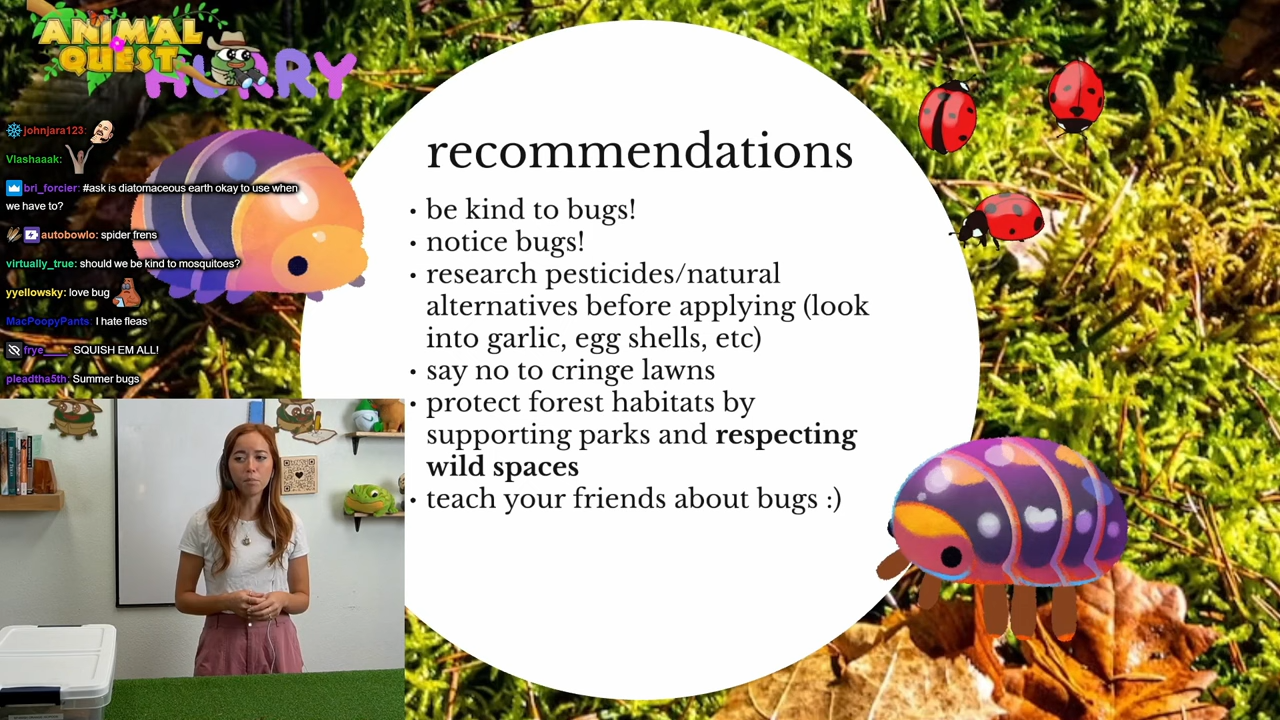 ANIMAL
QUEST
HURRY
johnjara123:
Vlashaaak:
bri_forcier: #ask is diatomaceous earth okay to use when
we have to?
autobowlo: spider frens
virtually_true: should we be kind to mosquitoes?
yyellowsky: love bug
MacPoopyPants: I hate fleas
frye____: SQUISH EM ALL!
pleadtha5th: Summer bugs
recommendations
• be kind to bugs!
• notice bugs!
• research pesticides/natural
alternatives before applying (look
into garlic, egg shells, etc)
• say no to cringe lawns
• protect forest habitats by
supporting parks and respecting
wild spaces
• teach your friends about bugs :)